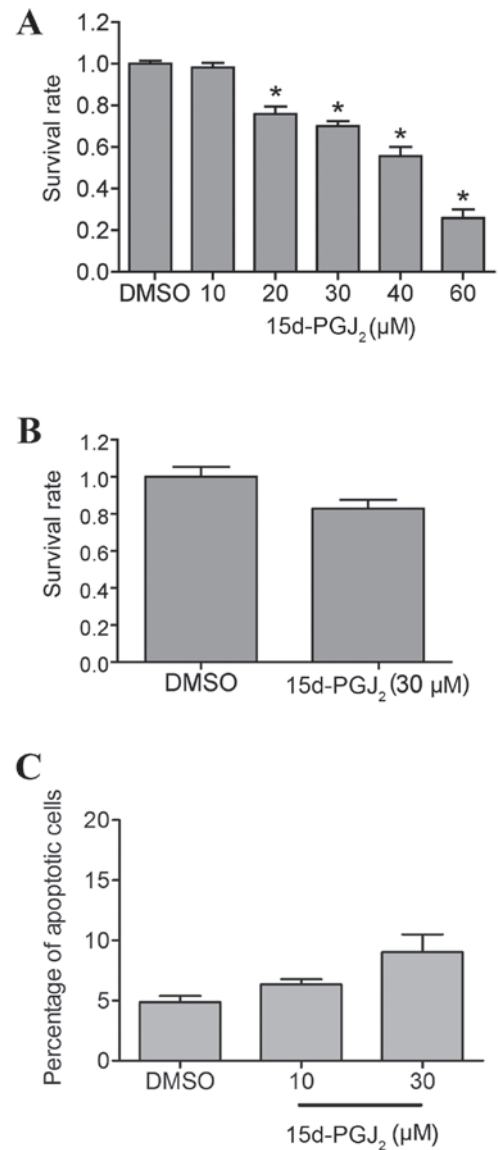 A
Survival rate
1.2
1.0
0.8
0.6
0.4
0.2
0.0
* * * *
DMSO 10 20 30 40 60
15d-PGJ2 (μM)
B
Survival rate
1.2
1.0
0.8
0.6
0.4
0.2
0.0
DMSO 15d-PGJ2 (30 μM)
C
Percentage of apoptotic cells
20
15
10
5
0
DMSO 10 30
15d-PGJ2 (μM)